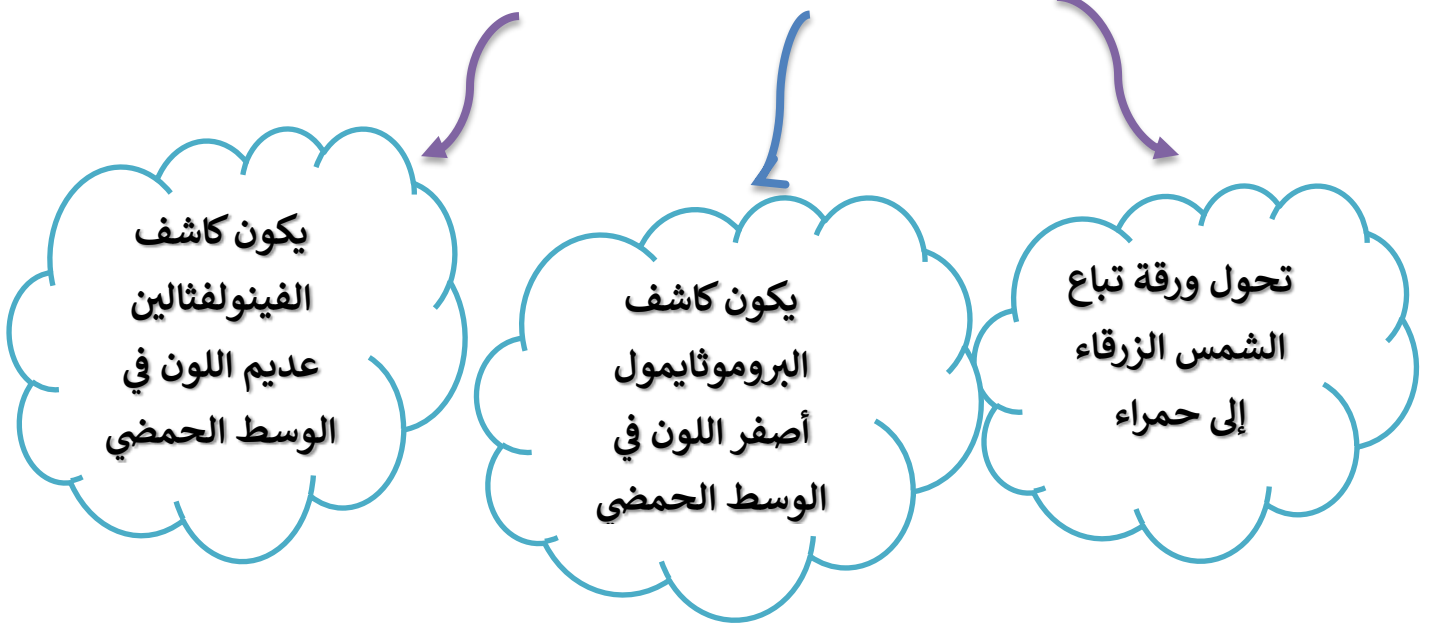 تحول ورقة تباع
الشمس الزرقاء
إلى حمراء
يكون كاشف
البروموثايمول
أصفر اللون في
الوسط الحمضي
يكون كاشف
الفينولفثالين
عديم اللون في
الوسط الحمضي